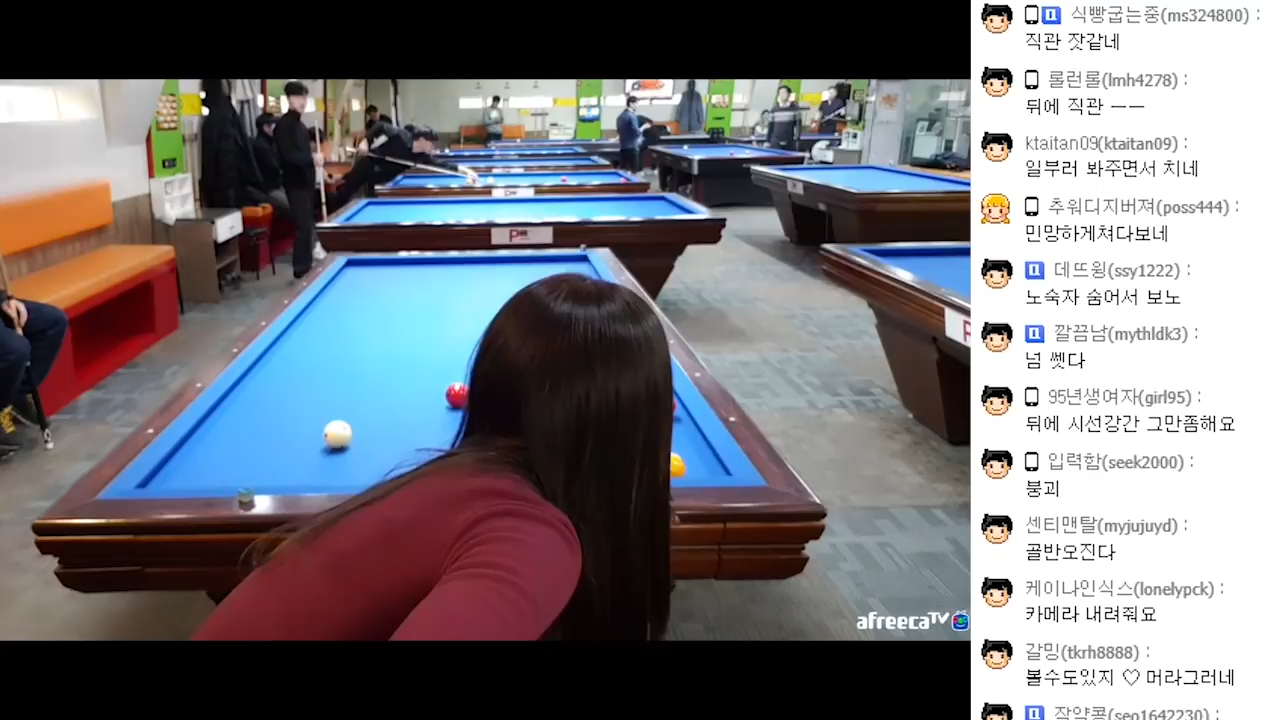 식빵굽는중(ms324800) :
직관 잣같네
롤런롤(lmh4278) :
뒤에 직관 ㅡㅡ
ktaitan09(ktaitan09) :
일부러 봐주면서 치네
추워디지버져(poss444) :
민망하게쳐다보네
데뜨윙(ssy1222) :
노숙자 숨어서 보노
깔끔남(mythldk3) :
넘 쎗다
95년생여자(girl95) :
뒤에 시선강간 그만좀해요
입력함(seek2000) :
붕괴
센티맨탈(myjujuyd) :
골반오진다
케이나인식스(lonelypck) :
카메라 내려줘요
갈밍(tkrh8888) :
볼수도있지 ♡ 머라그러네
작약콩(seo1642230) :
afreecaTV